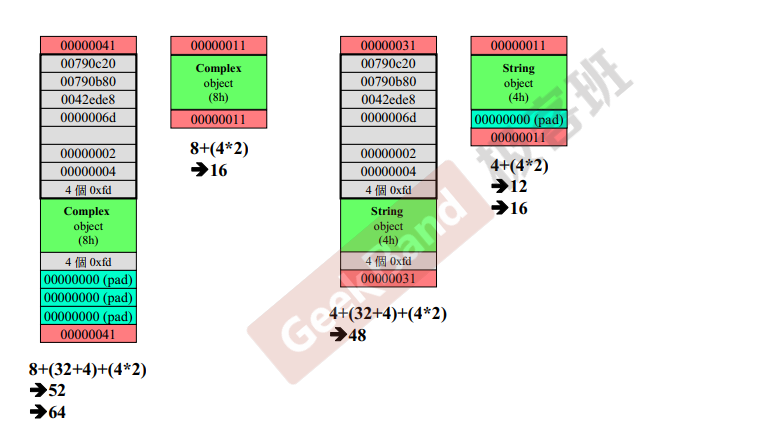 00000041
00790c20
00790b80
0042ede8
0000006d
00000002
00000004
4 個 0xfd
Complex
object
(8h)
4 個 0xfd
00000000 (pad)
00000000 (pad)
00000000 (pad)
00000041
8+(32+4)+(4*2)
➔52
➔64
00000011
Complex
object
(8h)
00000011
8+(4*2)
➔16
00000031
00790c20
00790b80
0042ede8
0000006d
00000002
00000004
4 個 0xfd
String
object
(4h)
4 個 0xfd
00000031
4+(32+4)+(4*2)
➔48
00000011
String
object
(4h)
00000000 (pad)
00000011
4+(4*2)
➔12
➔16
GeekBand 极客班